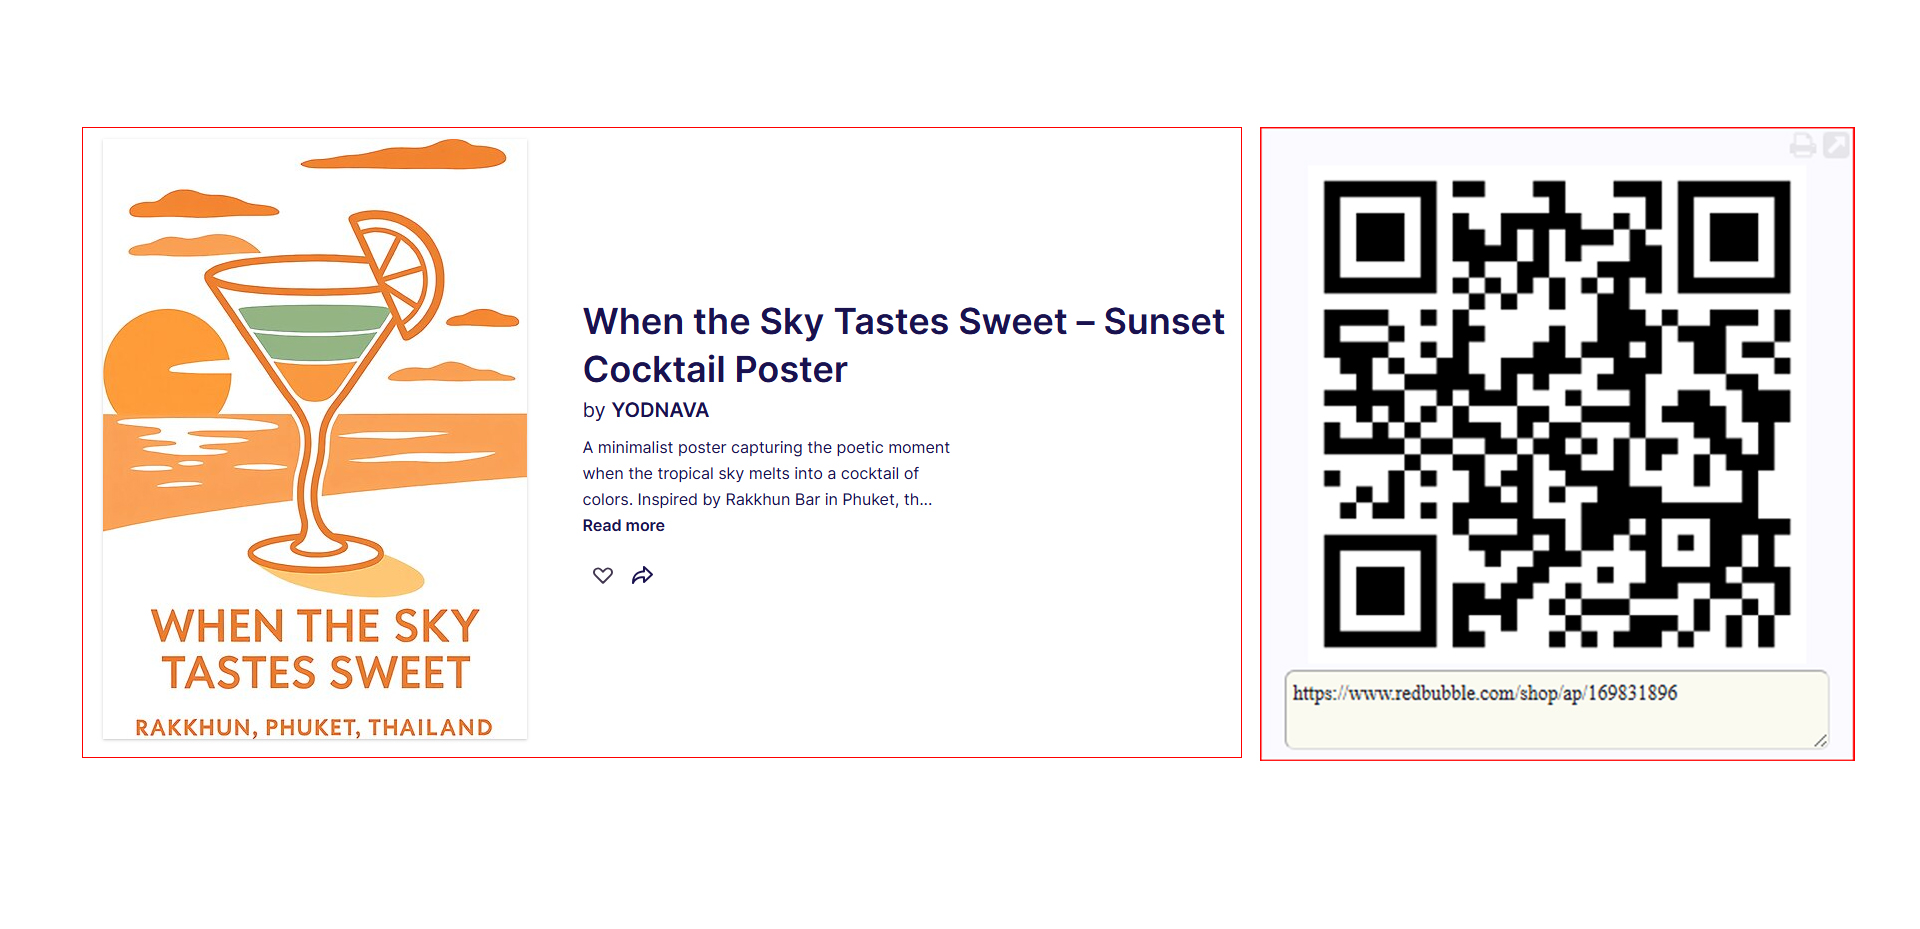 WHEN THE SKY
TASTES SWEET
RAKKHUN, PHUKET, THAILAND
When the Sky Tastes Sweet – Sunset
Cocktail Poster
by YODNAVA
A minimalist poster capturing the poetic moment
when the tropical sky melts into a cocktail of
colors. Inspired by Rakkhun Bar in Phuket, th...
Read more
https://www.redbubble.com/shop/ap/169831896